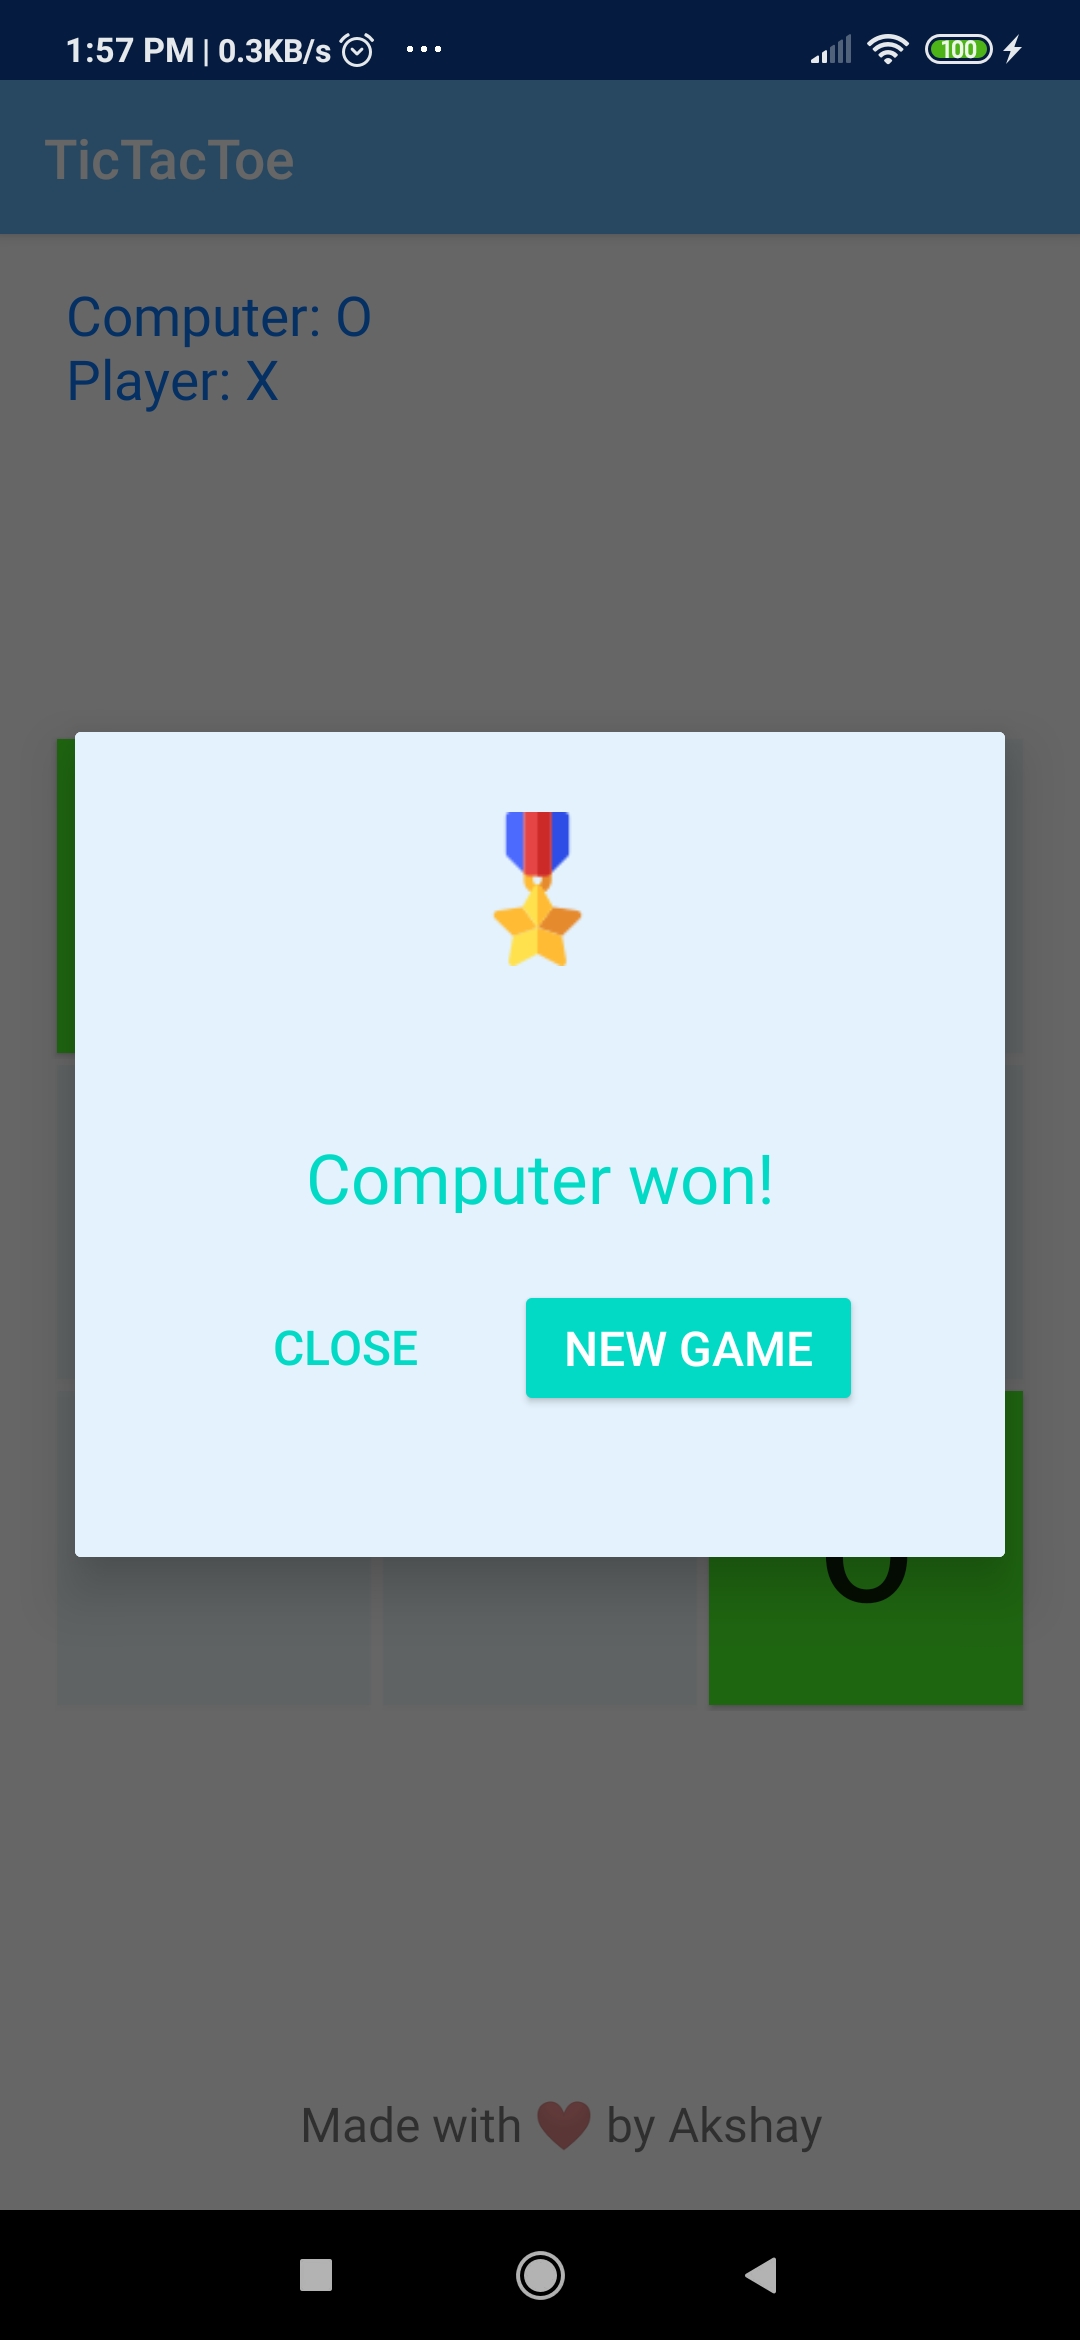 1:57 PM | 0.3KB/s ... 100
TicTacToe
Computer: O
Player: X
Computer won!
CLOSE NEW GAME
O
Made with ❤ by Akshay